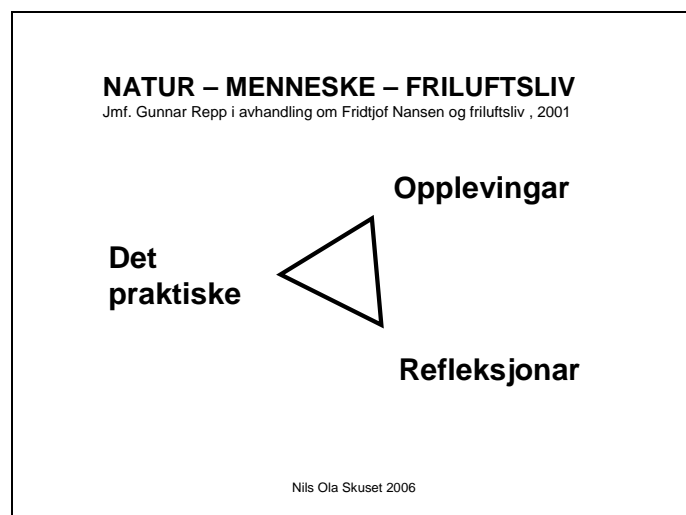 NATUR – MENNESKE – FRILUFTSLIV
Jmf. Gunnar Repp i avhandling om Fridtjof Nansen og friluftsliv , 2001
Opplevingar
Det
praktiske
Refleksjonar
Nils Ola Skuset 2006